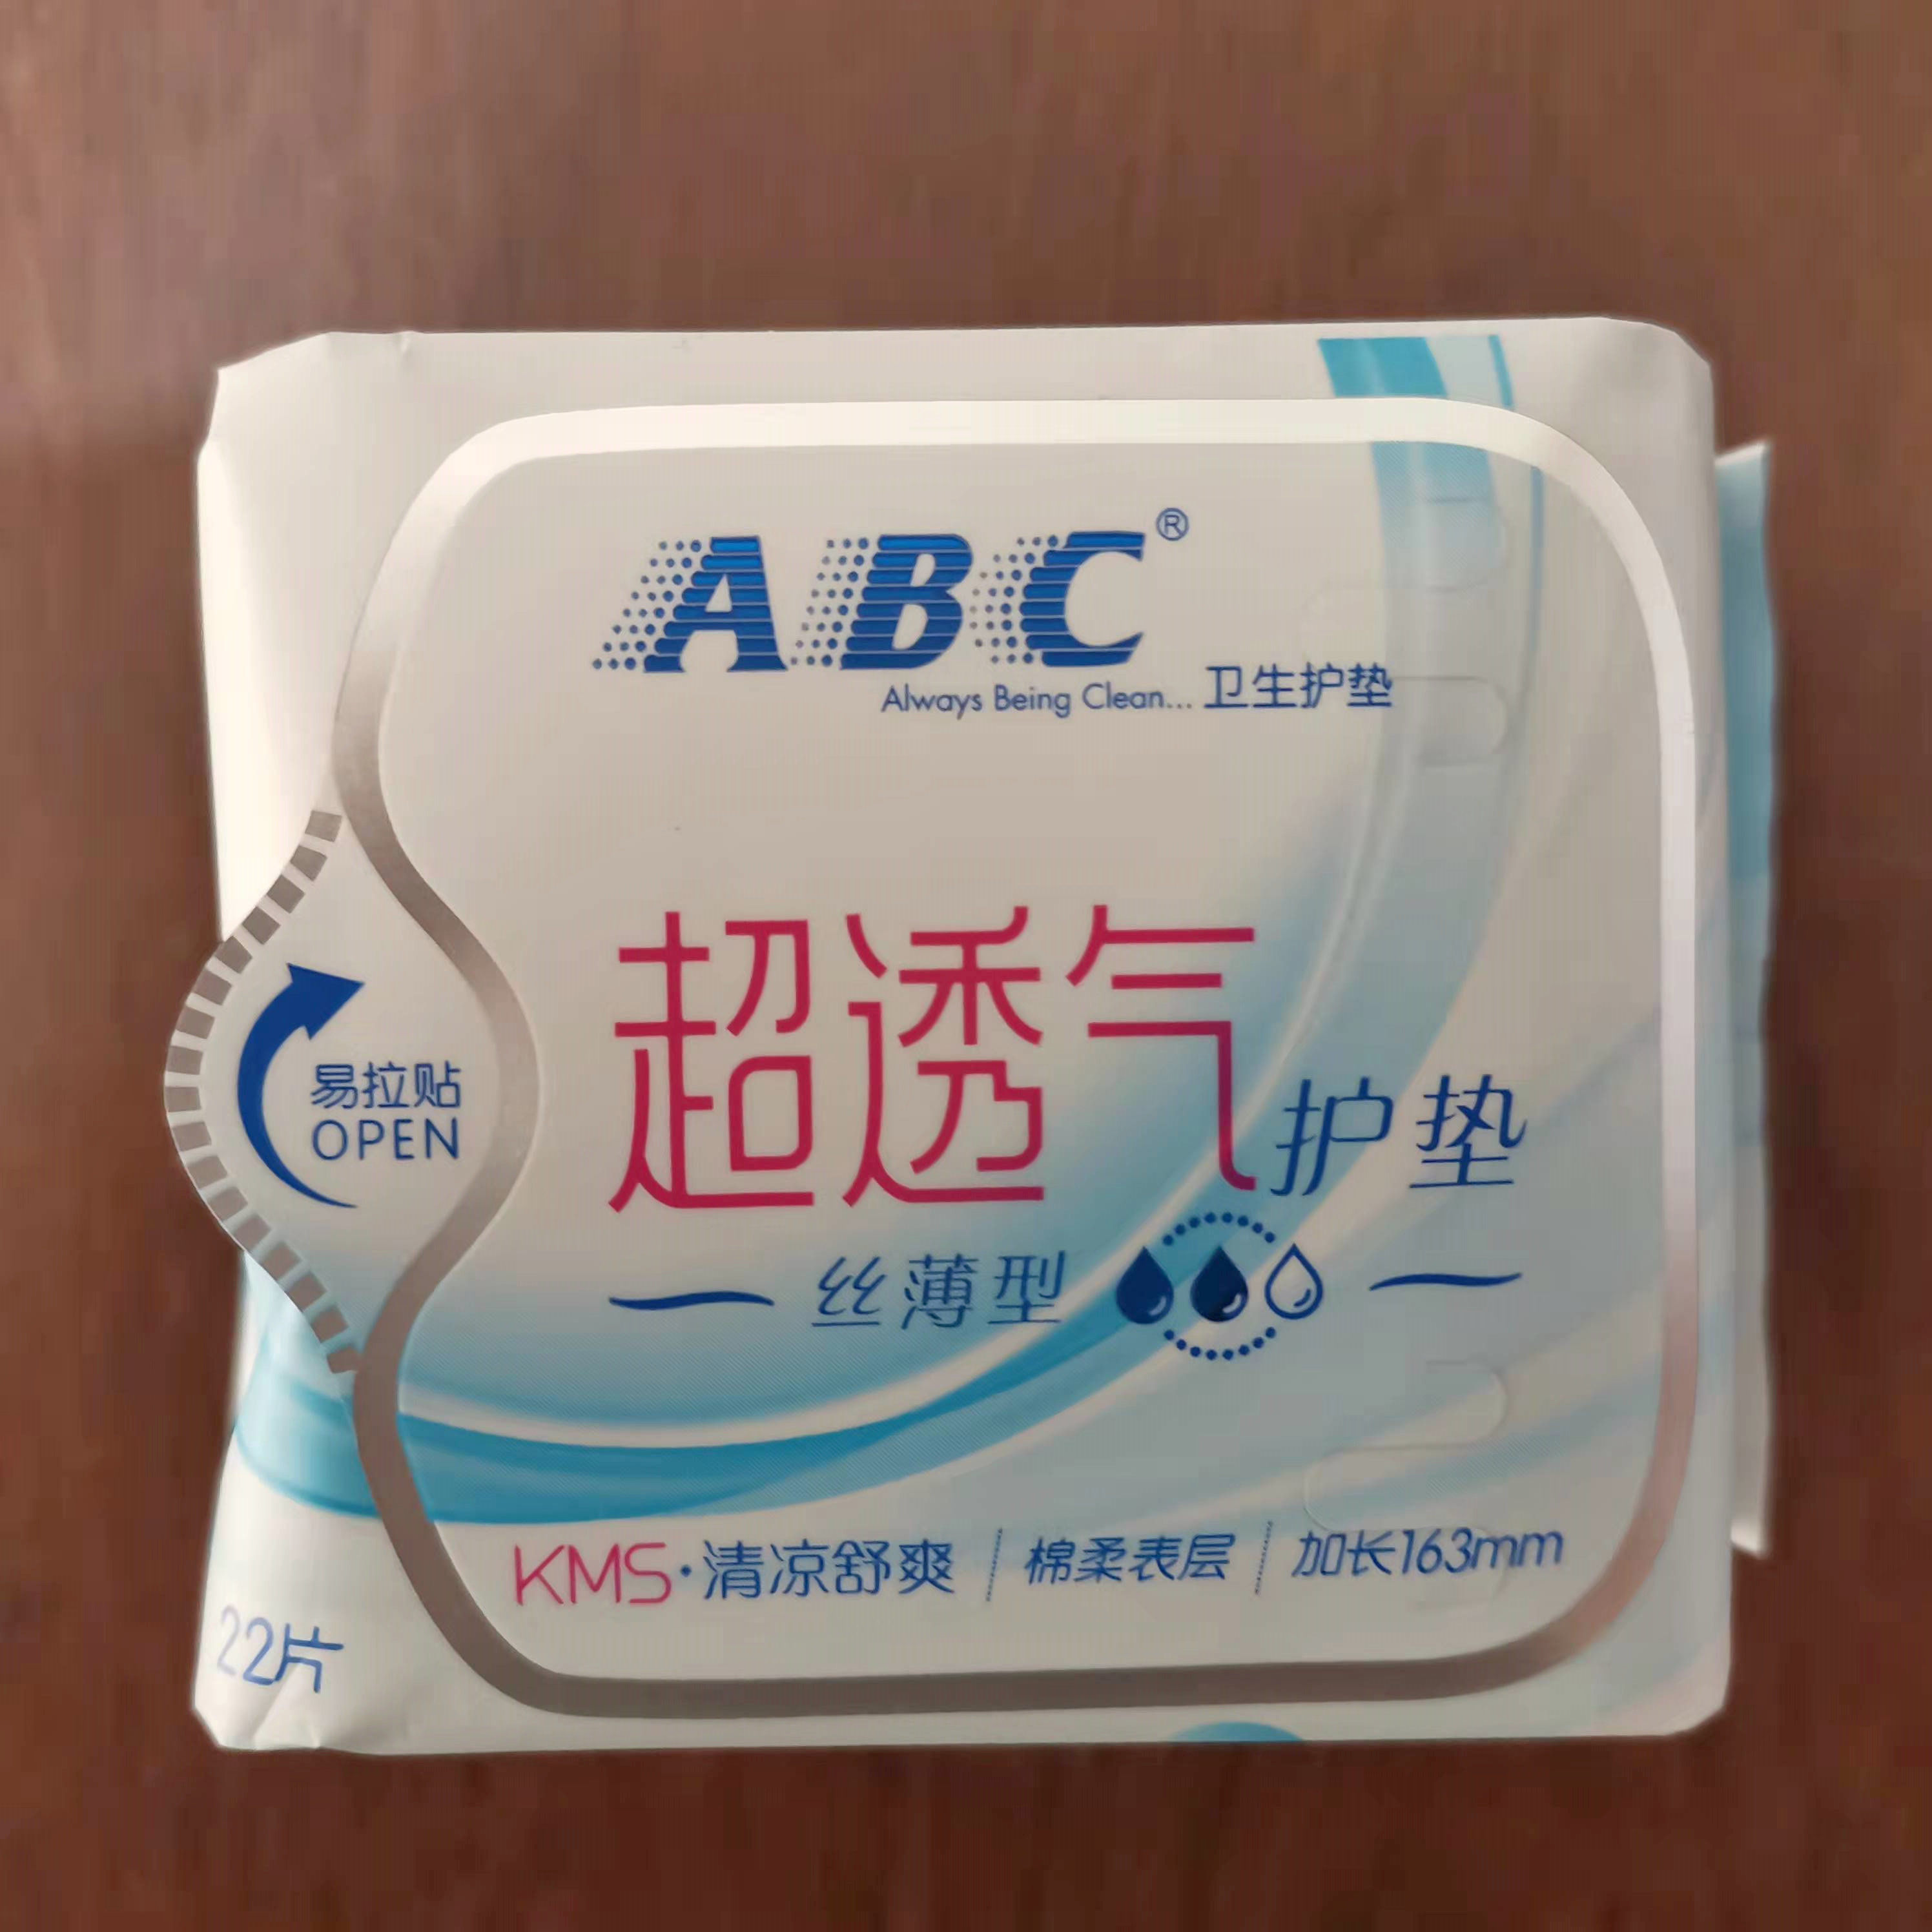 ABC®
Always Being Clean... 卫生护垫
超透气护垫
易拉贴
OPEN
丝薄型
KMS·清凉舒爽 棉柔表层 加长163mm
22片